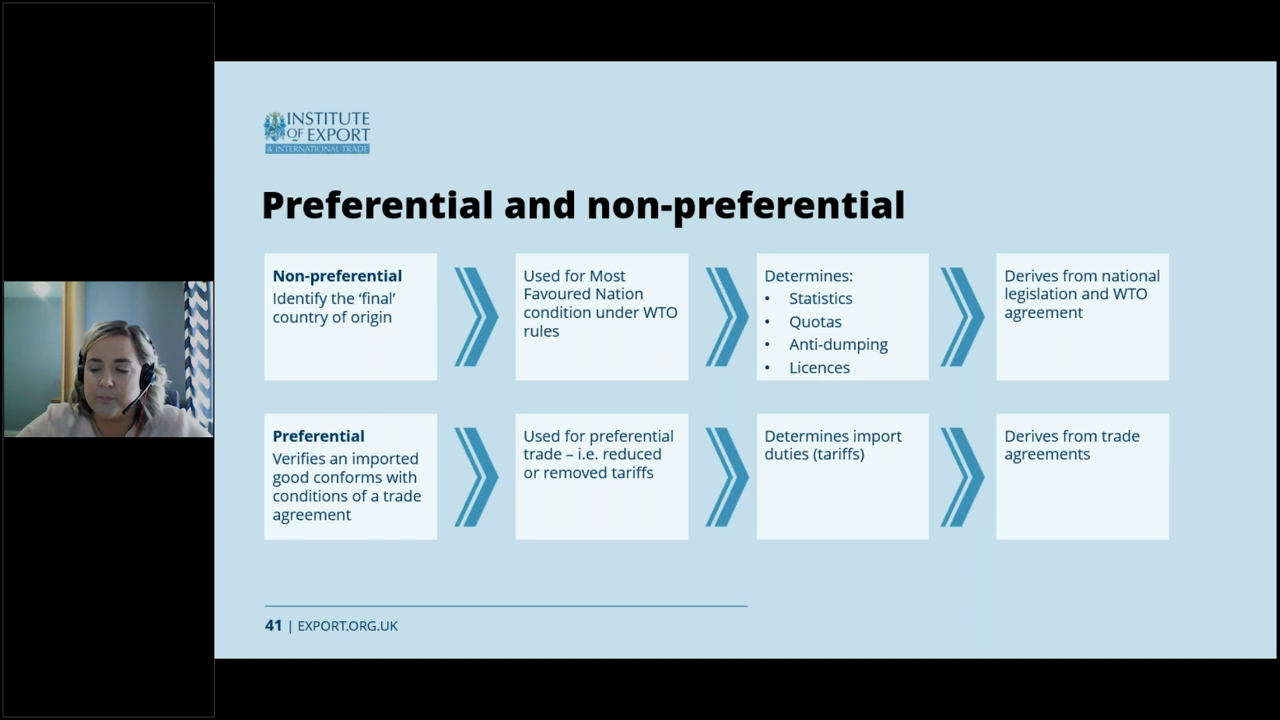 INSTITUTE
OF EXPORT
& INTERNATIONAL TRADE
Preferential and non-preferential
Non-preferential
Identify the ‘final’
country of origin
Used for Most
Favoured Nation
condition under WTO
rules
Determines:
• Statistics
• Quotas
• Anti-dumping
• Licences
Derives from national
legislation and WTO
agreement
Preferential
Verifies an imported
good conforms with
conditions of a trade
agreement
Used for preferential
trade – i.e. reduced
or removed tariffs
Determines import
duties (tariffs)
Derives from trade
agreements
41 | EXPORT.ORG.UK